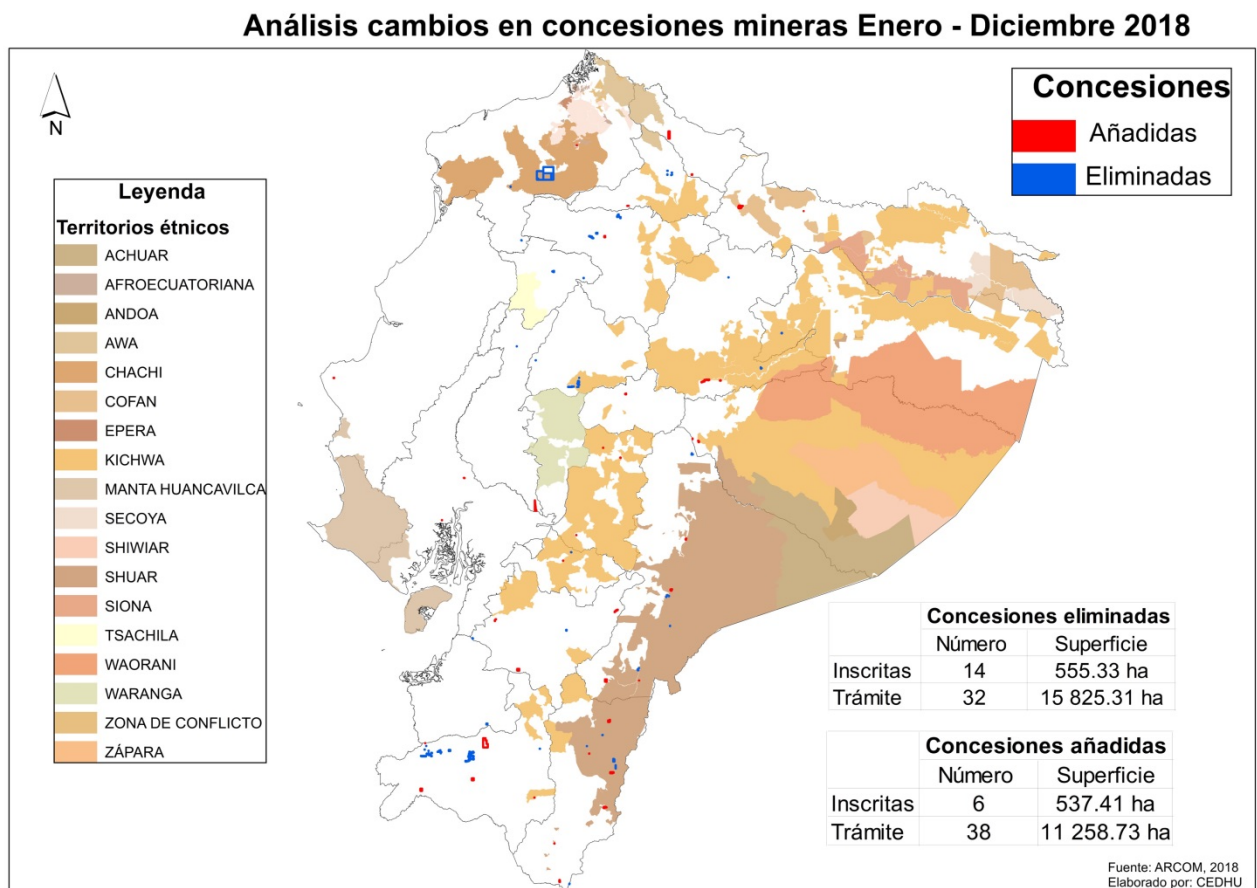 Análisis cambios en concesiones mineras Enero - Diciembre 2018
N
Concesiones
Añadidas
Eliminadas
Leyenda
Territorios étnicos
ACHUAR
AFROECUATORIANA
ANDOA
AWA
CHACHI
COFAN
EPERA
KICHWA
MANTA HUANCAVILCA
SECOYA
SHIWIAR
SHUAR
SIONA
TSACHILA
WAORANI
WARANGA
ZONA DE CONFLICTO
ZÁPARA
Concesiones eliminadas
Número Superficie
Inscritas 14 555.33 ha
Trámite 32 15 825.31 ha
Concesiones añadidas
Número Superficie
Inscritas 6 537.41 ha
Trámite 38 11 258.73 ha
Fuente: ARCOM, 2018
Elaborado por: CEDHU